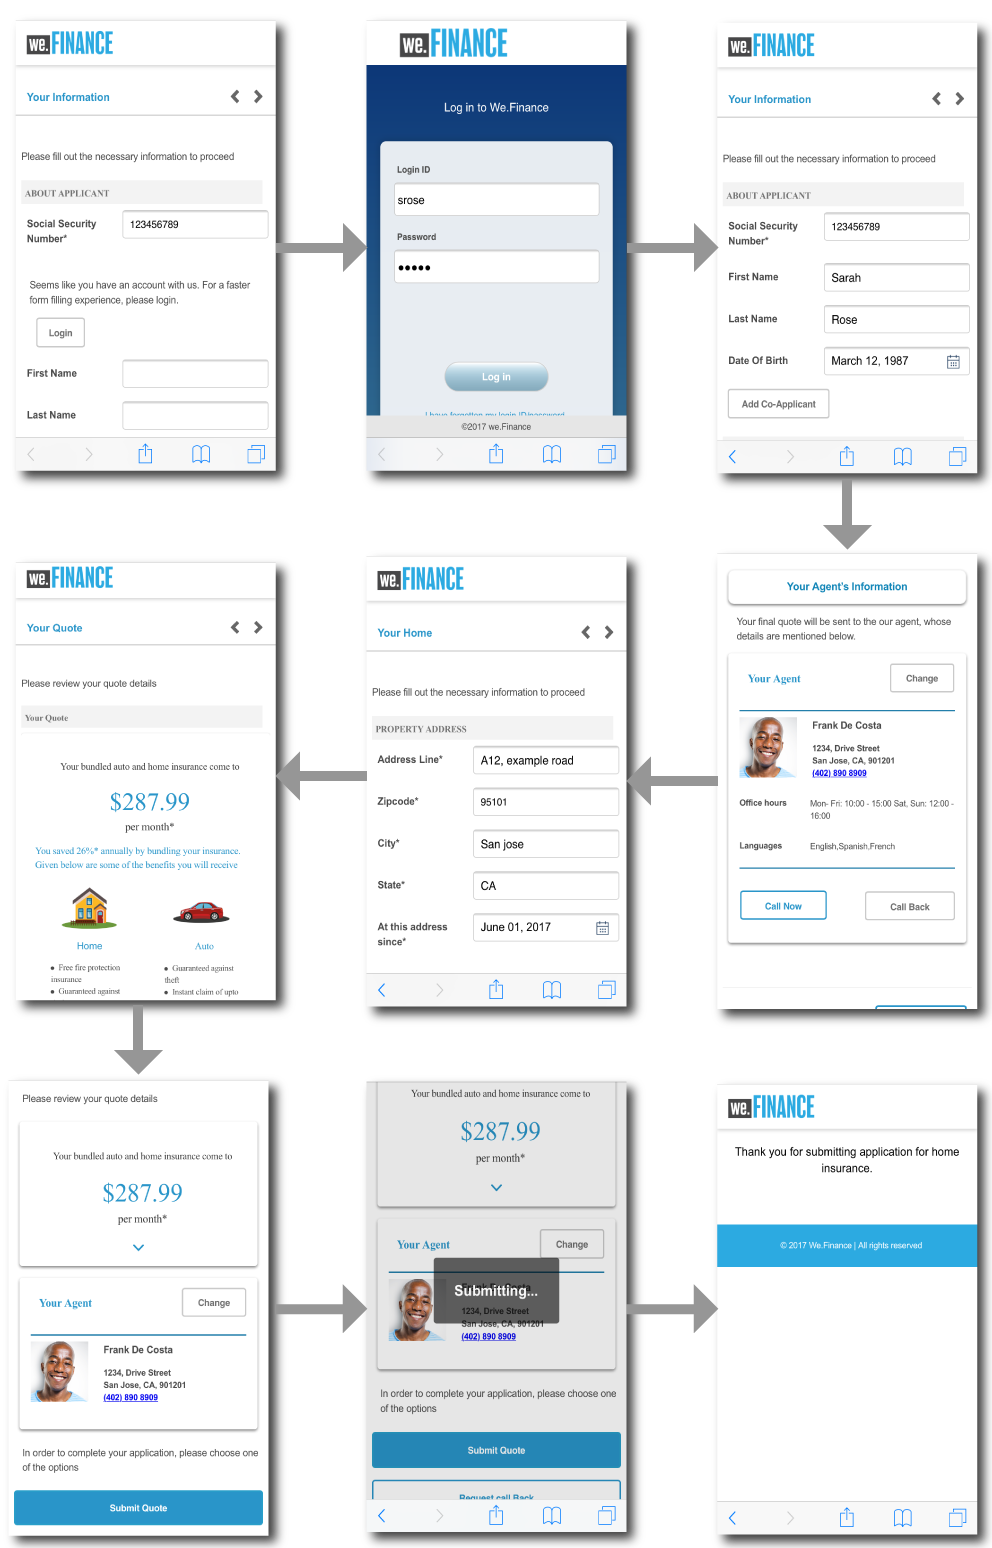 we.FINANCE
Your Information
Please fill out the necessary information to proceed
ABOUT APPLICANT
Social Security
Number*
123456789
Seems like you have an account with us. For a faster
form filling experience, please login.
Login
First Name
Last Name
we.FINANCE
Log in to We.Finance
Login ID
srose
Password
Log in
I have forgotten my login ID/password
©2017 we.Finance
we.FINANCE
Your Information
Please fill out the necessary information to proceed
ABOUT APPLICANT
Social Security
Number*
123456789
First Name
Sarah
Last Name
Rose
Date Of Birth
March 12, 1987
Add Co-Applicant
Your Agent's Information
Your final quote will be sent to the our agent, whose
details are mentioned below.
Your Agent
Change
Frank De Costa
1234, Drive Street
San Jose, CA, 901201
(402) 890 8909
Office hours
Mon- Fri: 10:00 - 15:00 Sat, Sun: 12:00 -
16:00
Languages
English,Spanish,French
Call Now
Call Back
we.FINANCE
Your Home
Please fill out the necessary information to proceed
PROPERTY ADDRESS
Address Line*
A12, example road
Zipcode*
95101
City*
San jose
State*
CA
At this address
since*
June 01, 2017
we.FINANCE
Your Quote
Please review your quote details
Your Quote
Your bundled auto and home insurance come to
$287.99
per month*
You saved 26%* annually by bundling your insurance.
Given below are some of the benefits you will receive
Home
Auto
Free fire protection
insurance
Guaranteed against
Guaranteed against
theft
Instant claim of upto
Please review your quote details
Your bundled auto and home insurance come to
$287.99
per month*
Your Agent
Change
Frank De Costa
1234, Drive Street
San Jose, CA, 901201
(402) 890 8909
In order to complete your application, please choose one
of the options
Submit Quote
Your bundled auto and home insurance come to
$287.99
per month*
Your Agent
Change
Frank De Costa
Submitting...
1234, Drive Street
San Jose, CA, 901201
(402) 890 8909
In order to complete your application, please choose one
of the options
Submit Quote
Request call Back
we.FINANCE
Thank you for submitting application for home
insurance.
© 2017 We.Finance | All rights reserved